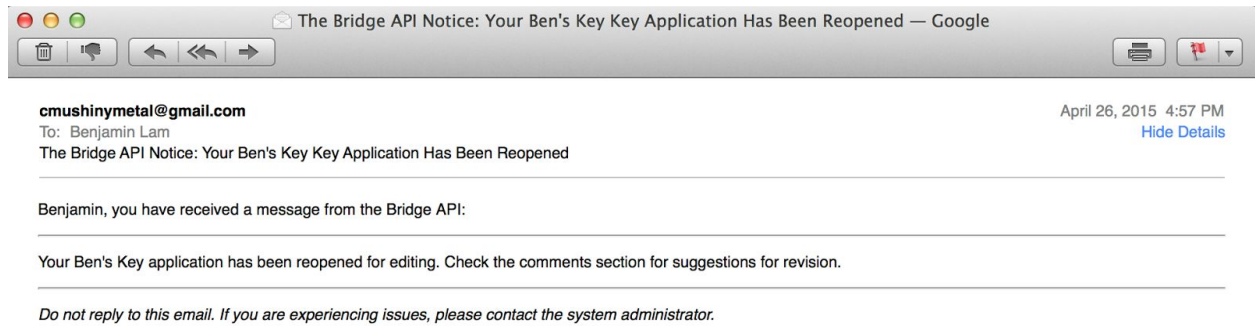 The Bridge API Notice: Your Ben's Key Key Application Has Been Reopened — Google
cmushinymetal@gmail.com
April 26, 2015 4:57 PM
To: Benjamin Lam
Hide Details
The Bridge API Notice: Your Ben's Key Key Application Has Been Reopened
Benjamin, you have received a message from the Bridge API:
Your Ben's Key application has been reopened for editing. Check the comments section for suggestions for revision.
Do not reply to this email. If you are experiencing issues, please contact the system administrator.